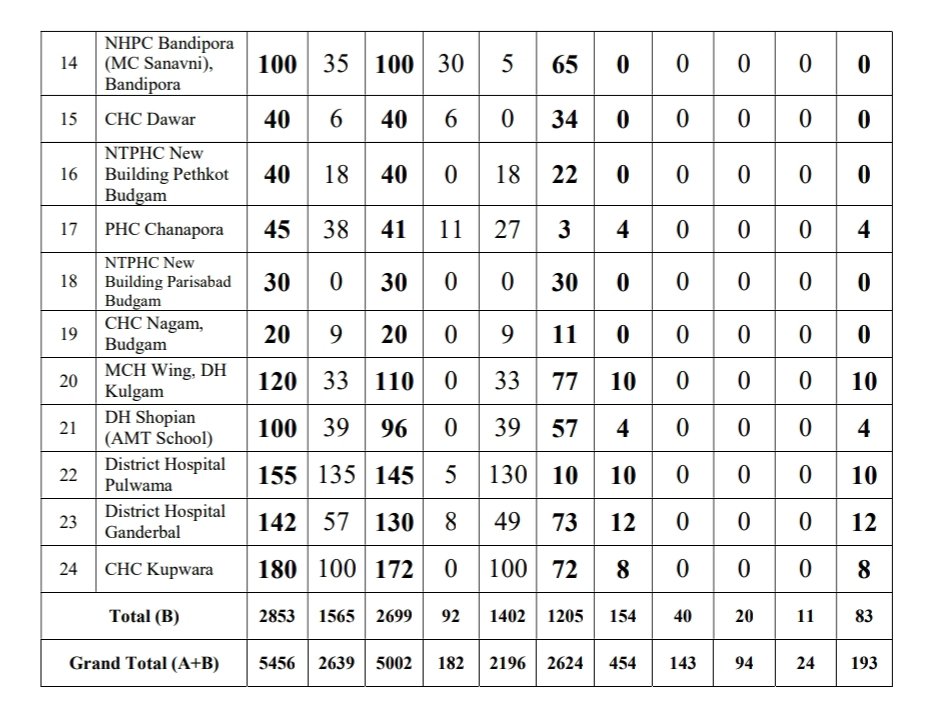 14 NHPC Bandipora (MC Sanavni), Bandipora 100 35 100 30 5 65 0 0 0 0 0
15 CHC Dawar 40 6 40 6 0 34 0 0 0 0 0
16 NTPHC New Building Pethkot Budgam 40 18 40 0 18 22 0 0 0 0 0
17 PHC Chanapora 45 38 41 11 27 3 4 0 0 0 4
18 NTPHC New Building Parisabad Budgam 30 0 30 0 0 30 0 0 0 0 0
19 CHC Nagam, Budgam 20 9 20 0 9 11 0 0 0 0 0
20 MCH Wing, DH Kulgam 120 33 110 0 33 77 10 0 0 0 10
21 DH Shopian (AMT School) 100 39 96 0 39 57 4 0 0 0 4
22 District Hospital Pulwama 155 135 145 5 130 10 10 0 0 0 10
23 District Hospital Ganderbal 142 57 130 8 49 73 12 0 0 0 12
24 CHC Kupwara 180 100 172 0 100 72 8 0 0 0 8
Total (B) 2853 1565 2699 92 1402 1205 154 40 20 11 83
Grand Total (A+B) 5456 2639 5002 182 2196 2624 454 143 94 24 193